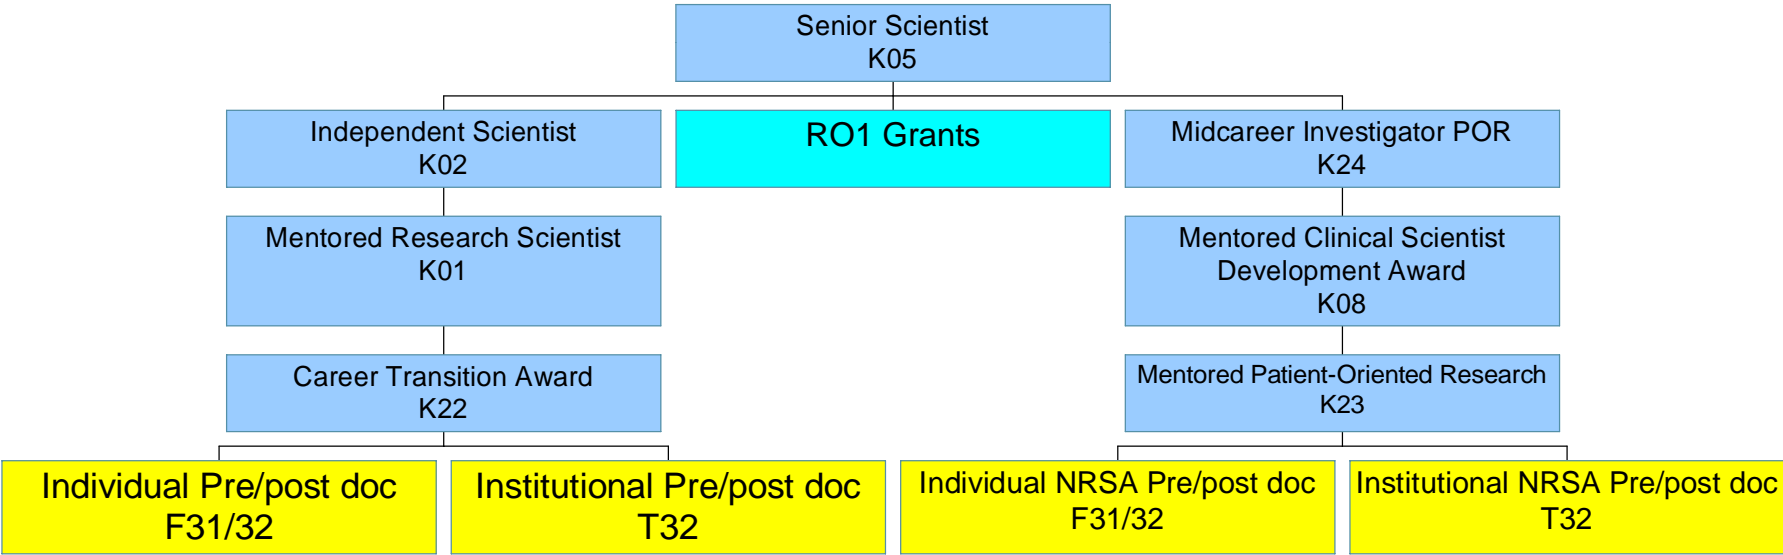 Senior Scientist
K05
Independent Scientist
K02
RO1 Grants
Midcareer Investigator POR
K24
Mentored Research Scientist
K01
Mentored Clinical Scientist
Development Award
K08
Career Transition Award
K22
Mentored Patient-Oriented Research
K23
Individual Pre/post doc
F31/32
Institutional Pre/post doc
T32
Individual NRSA Pre/post doc
F31/32
Institutional NRSA Pre/post doc
T32